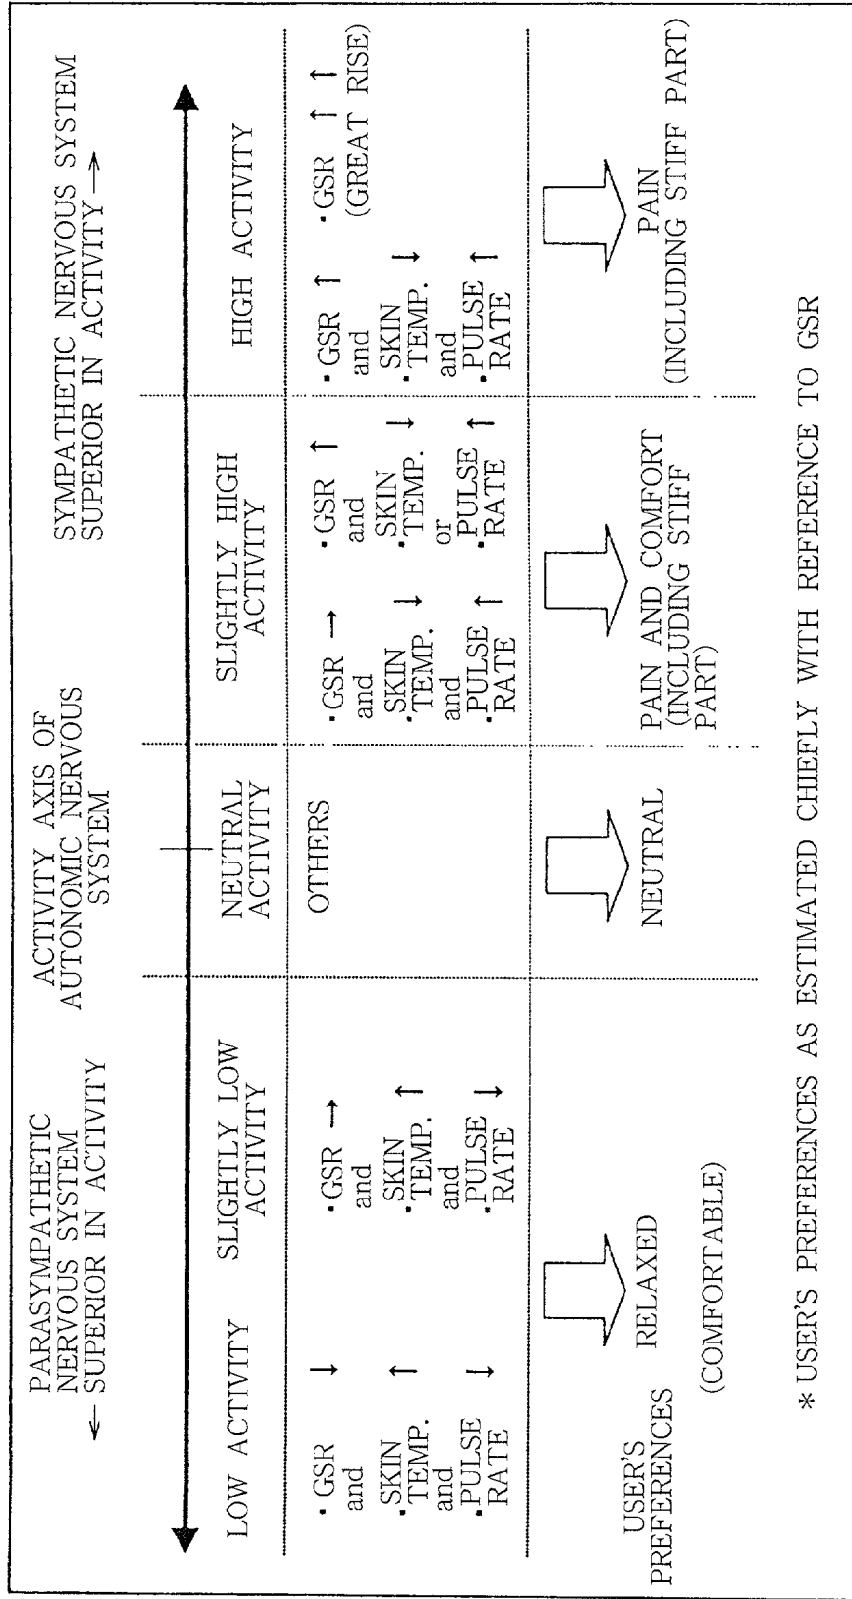 PARASYMPATHETIC
NERVOUS SYSTEM
← SUPERIOR IN ACTIVITY
ACTIVITY AXIS OF
AUTONOMIC NERVOUS
SYSTEM
SYMPATHETIC NERVOUS SYSTEM
SUPERIOR IN ACTIVITY →
LOW ACTIVITY
SLIGHTLY LOW
ACTIVITY
NEUTRAL
ACTIVITY
SLIGHTLY HIGH
ACTIVITY
HIGH ACTIVITY
・GSR ↓
and
・SKIN
TEMP. ↑
and
・PULSE
RATE ↓
・GSR →
and
・SKIN
TEMP. ↑
and
・PULSE
RATE ↓
OTHERS
・GSR →
and
・SKIN
TEMP. ↓
and
・PULSE
RATE ↑
・GSR ↑
and
・SKIN
TEMP. ↓
or
・PULSE
RATE ↑
・GSR ↑
and
・SKIN
TEMP. ↓
and
・PULSE
RATE ↑
・GSR ↑ ↑
(GREAT RISE)
USER'S
PREFERENCES
RELAXED
(COMFORTABLE)
NEUTRAL
PAIN AND COMFORT
(INCLUDING STIFF
PART)
PAIN
(INCLUDING STIFF PART)
* USER'S PREFERENCES AS ESTIMATED CHIEFLY WITH REFERENCE TO GSR